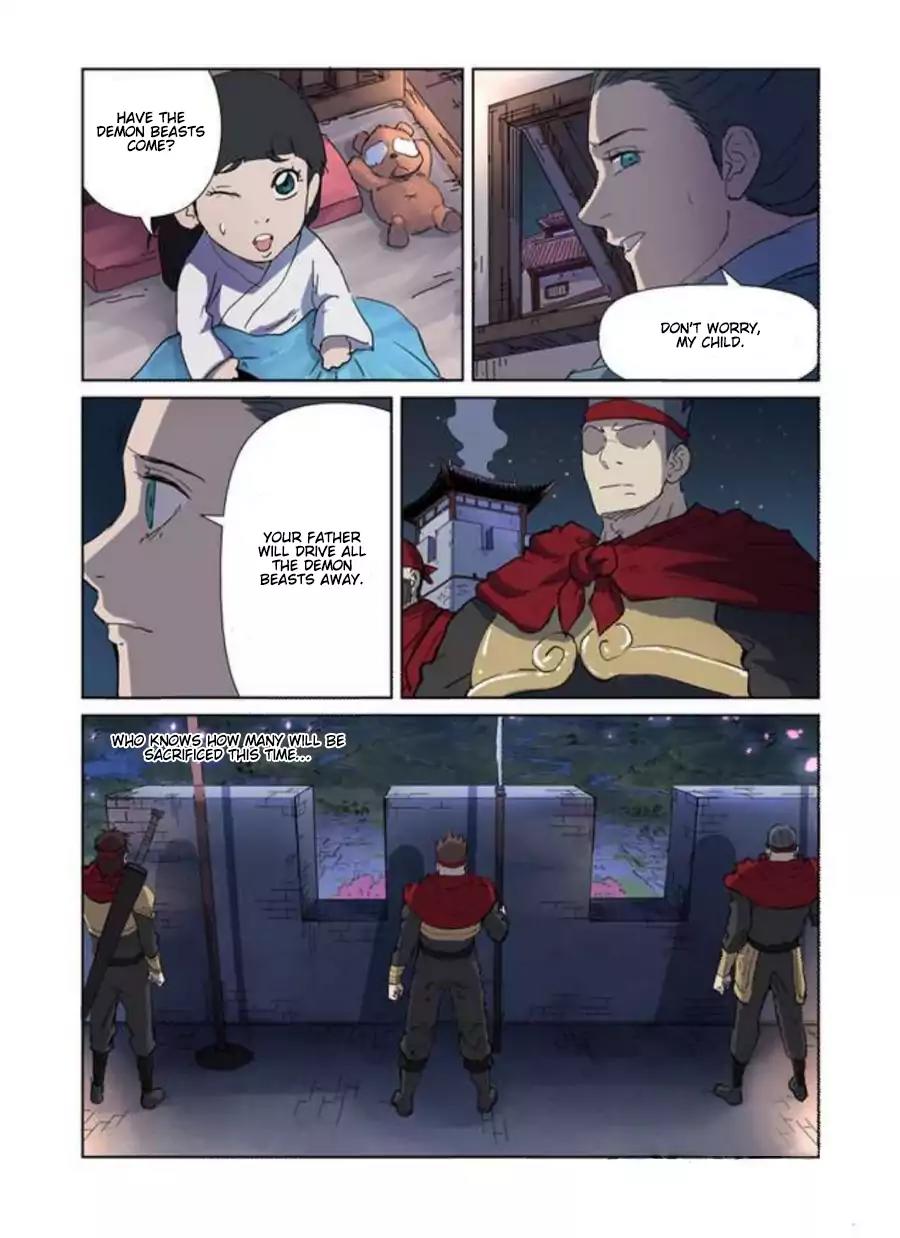 HAVE THE
DEMON BEASTS
COME?
DON'T WORRY,
MY CHILD.
YOUR FATHER
WILL DRIVE ALL
THE DEMON
BEASTS AWAY.
WHO KNOWS HOW MANY WILL BE
SACRIFICED THIS TIME...